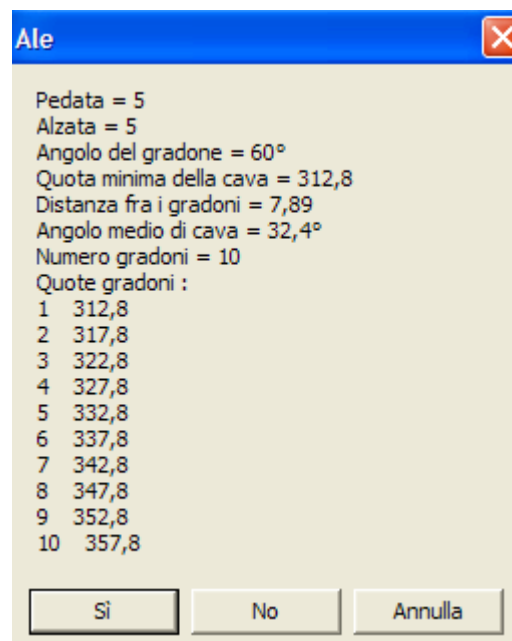 Ale
Pedata = 5
Alzata = 5
Angolo del gradone = 60°
Quota minima della cava = 312,8
Distanza fra i gradoni = 7,89
Angolo medio di cava = 32,4°
Numero gradoni = 10
Quote gradoni :
1 312,8
2 317,8
3 322,8
4 327,8
5 332,8
6 337,8
7 342,8
8 347,8
9 352,8
10 357,8
Sì No Annulla